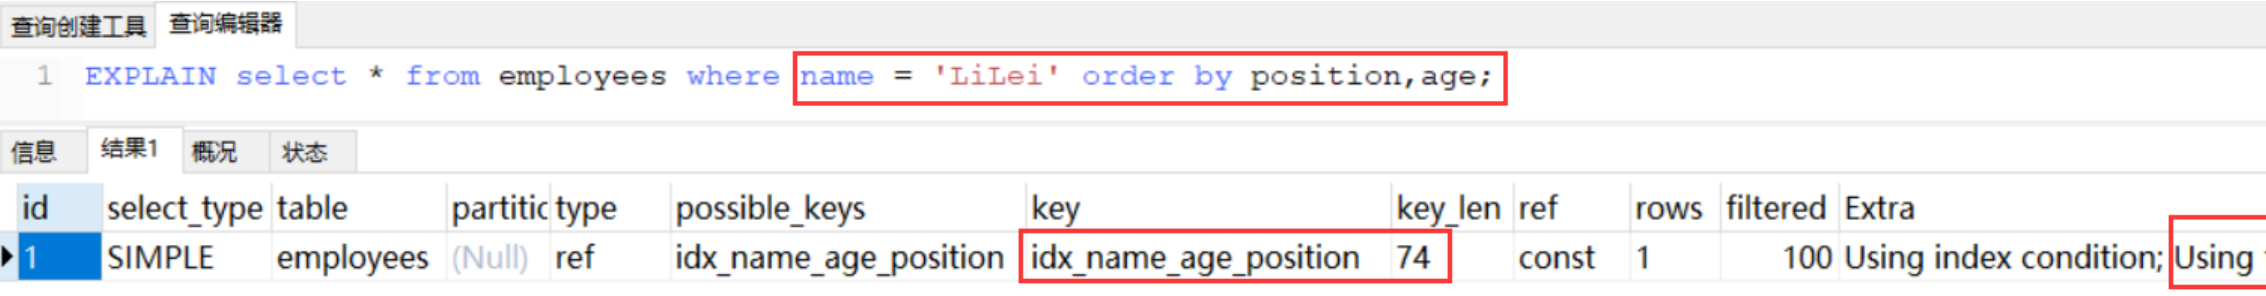 查询创建工具 查询编辑器
1 EXPLAIN select * from employees where name = 'LiLei' order by position,age;
信息 结果1 概况 状态
id select_type table partitic type possible_keys key key_len ref rows filtered Extra
1 SIMPLE employees (Null) ref idx_name_age_position idx_name_age_position 74 const 1 100 Using index condition; Using